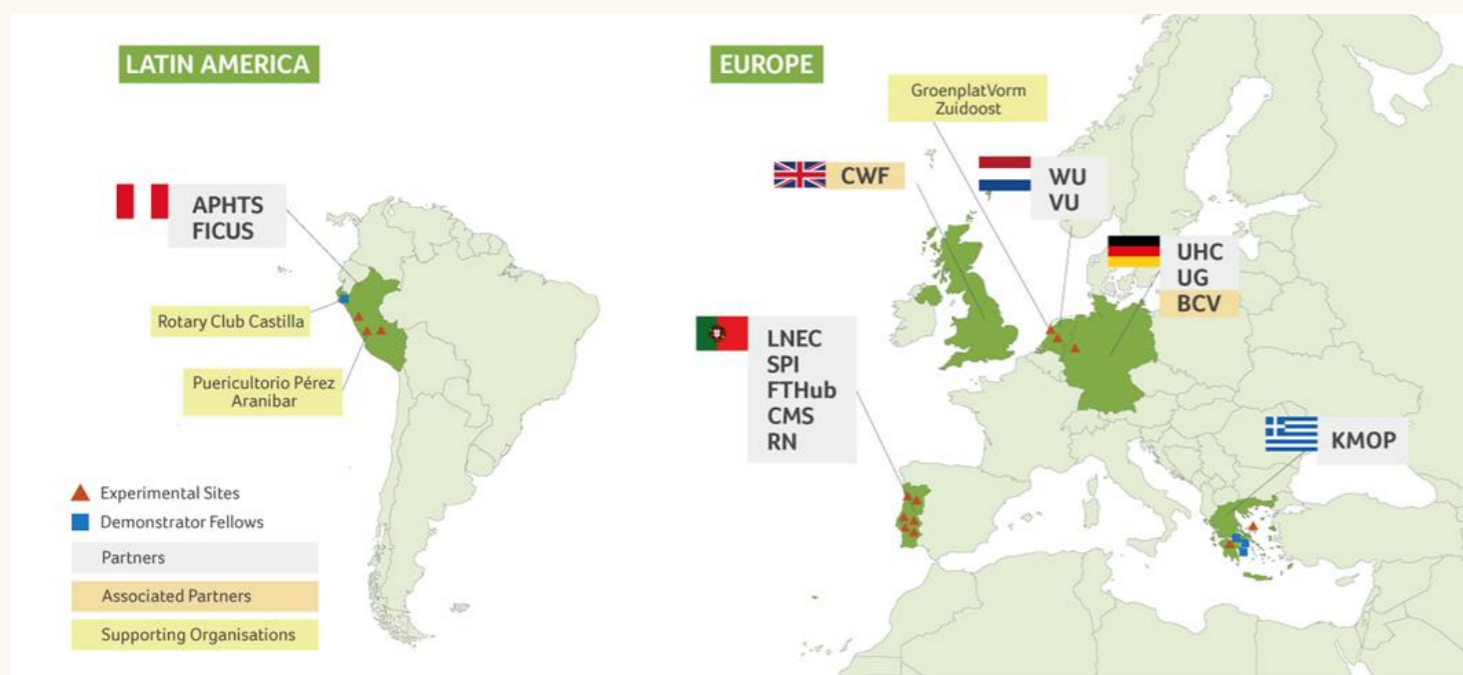 LATIN AMERICA
APHTS
FICUS
Rotary Club Castilla
Puericultorio Pérez
Aranibar
Experimental Sites
Demonstrator Fellows
Partners
Associated Partners
Supporting Organisations
EUROPE
GroenplatVorm
Zuidoost
CWF
WU
VU
UHC
UG
BCV
LNEC
SPI
FTHub
CMS
RN
KMOP